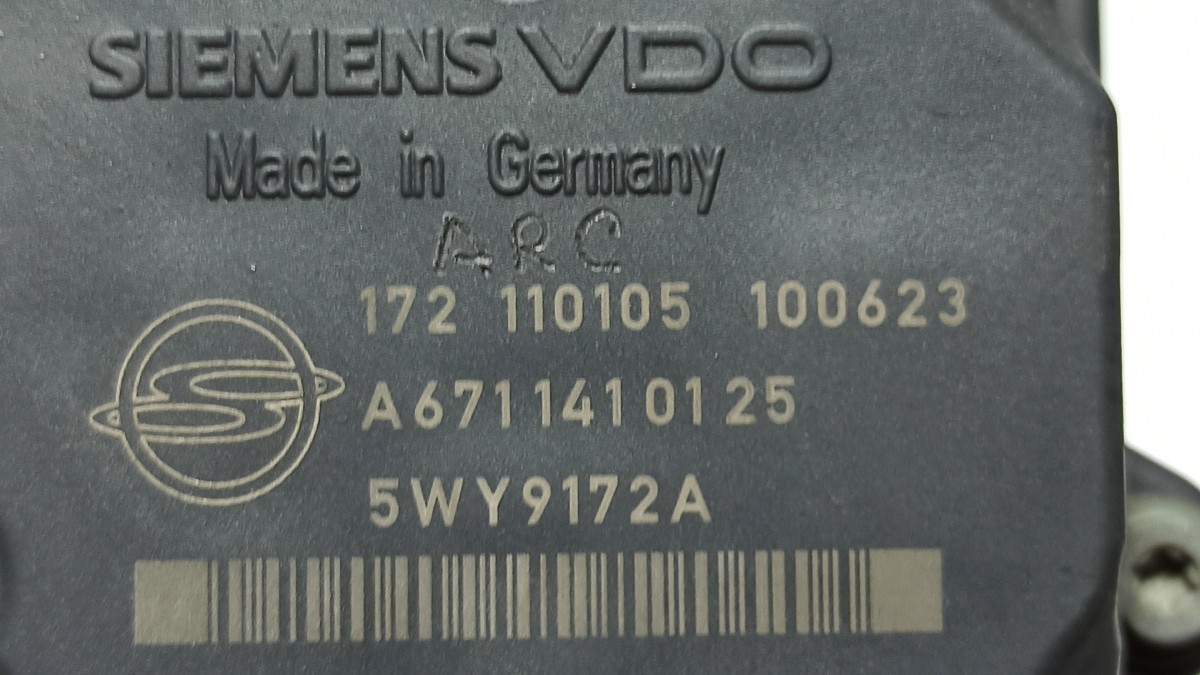 SIEMENS VDO
Made in Germany
ARC
172 110105 100623
A6711410125
5WY9172A